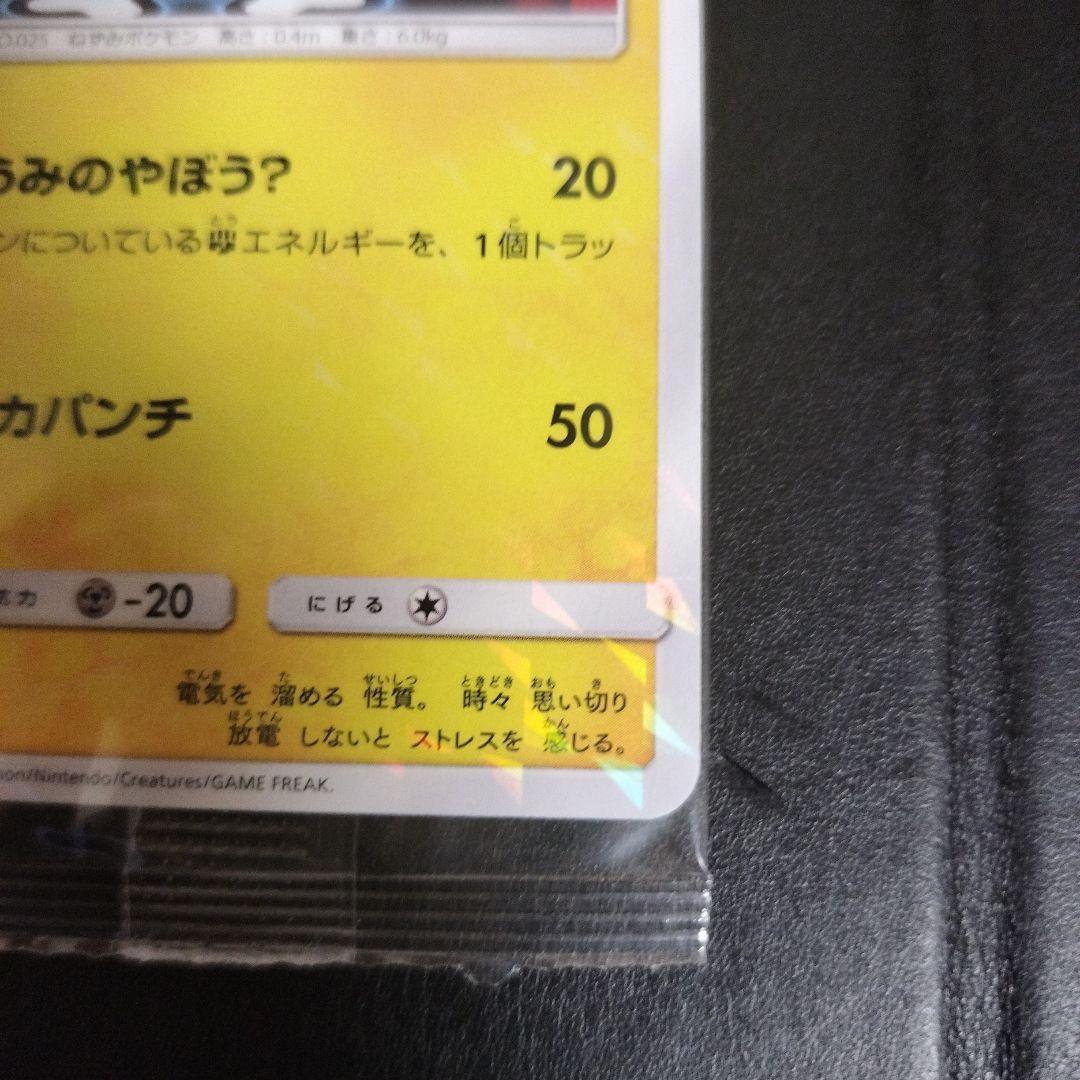 O.025 ねずみポケモン 高さ：0.4m 重さ：6.0kg
うみのやぼう? 20
ンについているエネルギーを、1個トラッ
カパンチ 50
抗力 -20 にげる
電気を 溜める 性質。 時々 思い切り
放電 しないと ストレスを 感じる。
mon/Nintendo/Creatures/GAME FREAK.